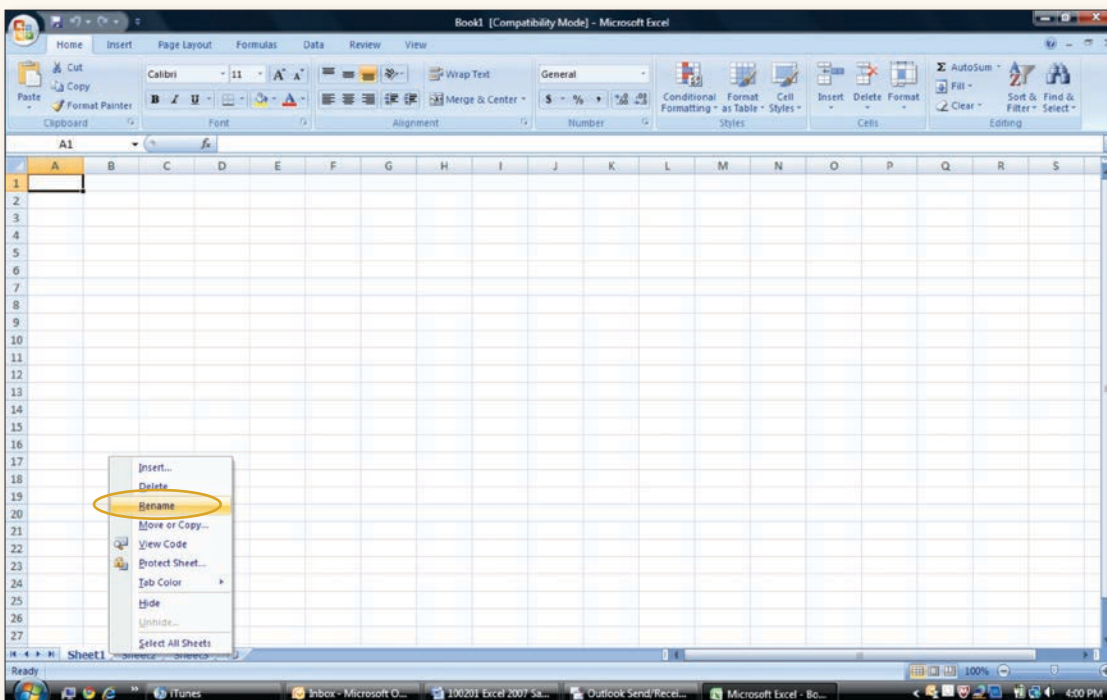 Book1 [Compatibility Mode] - Microsoft Excel
Home Insert Page Layout Formulas Data Review View
Cut
Copy
Paste
Format Painter
Clipboard
Calibri 11
Font
Wrap Text
Merge & Center
Alignment
General
$ %
Number
Conditional Formatting
Format as Table
Cell Styles
Styles
Insert Delete Format
Cells
Σ AutoSum
Fill
Clear
Sort & Filter
Find & Select
Editing
A1 fx
A B C D E F G H I J K L M N O P Q R S
1
2
3
4
5
6
7
8
9
10
11
12
13
14
15
16
17
18
19
20
21
22
23
24
25
26
27
Insert...
Delete
Rename
Move or Copy...
View Code
Protect Sheet...
Tab Color
Hide
Unhide...
Select All Sheets
Sheet1 Sheet2 Sheet3
Ready 100%
iTunes Inbox - Microsoft O... 100201 Excel 2007 Sa... Outlook Send/Recei... Microsoft Excel - Bo... 4:00 PM